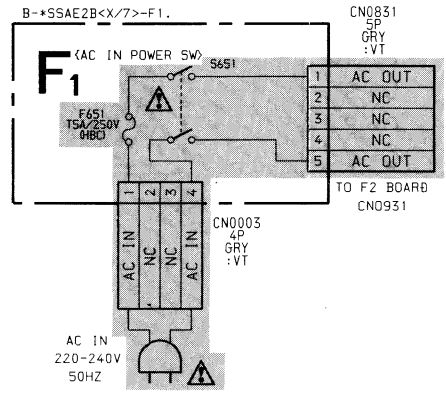 B-*SSAE2B<X/7>-F1.
F1
<AC IN POWER SW>
S651
F651
T5A/250V
(HBC)
CN0831
5P
GRY
:VT
1 AC OUT
2 NC
3 NC
4 NC
5 AC OUT
TO F2 BOARD
CN0931
1 2 3 4
AC IN
NC
NC
AC IN
CN0003
4P
GRY
:VT
AC IN
220-240V
50HZ